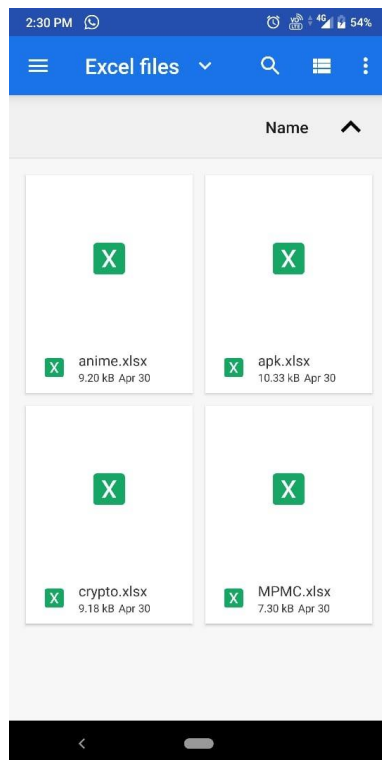 2:30 PM 4G 54%
Excel files
Name
X X
X anime.xlsx X apk.xlsx
9.20 kB Apr 30 10.33 kB Apr 30
X X
X crypto.xlsx X MPMC.xlsx
9.18 kB Apr 30 7.30 kB Apr 30